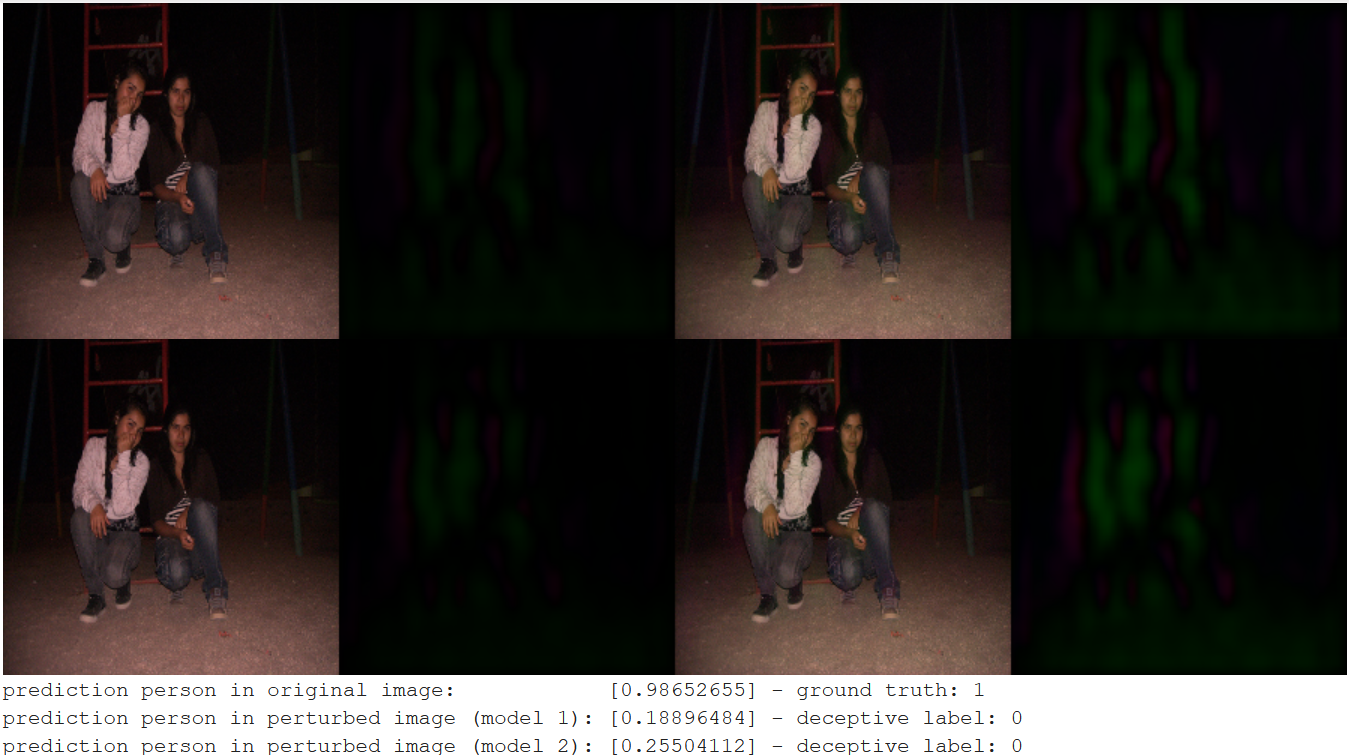 prediction person in original image: [0.98652655] – ground truth: 1
prediction person in perturbed image (model 1): [0.18896484] – deceptive label: 0
prediction person in perturbed image (model 2): [0.25504112] – deceptive label: 0